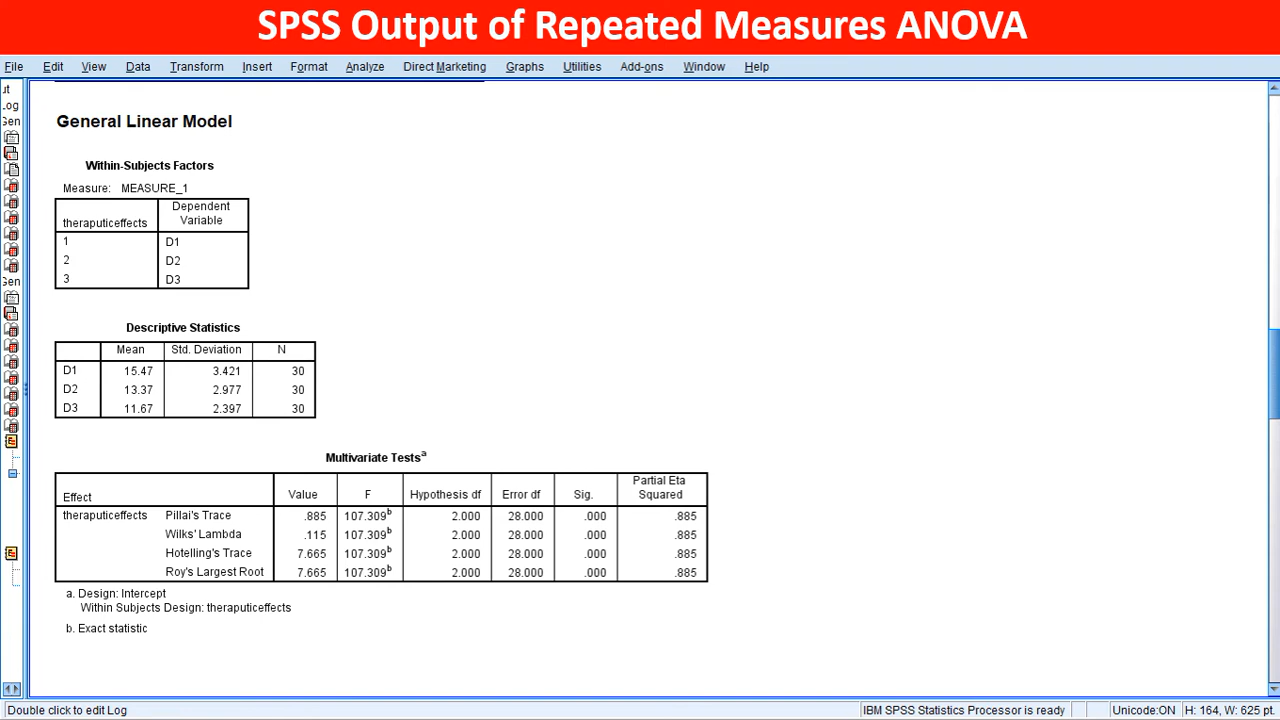 SPSS Output of Repeated Measures ANOVA
File Edit View Data Transform Insert Format Analyze Direct Marketing Graphs Utilities Add-ons Window Help
ut
Log
Gen
Gen
General Linear Model
Within-Subjects Factors
Measure: MEASURE_1
theraputiceffects Dependent Variable
1 D1
2 D2
3 D3
Descriptive Statistics
Mean Std. Deviation N
D1 15.47 3.421 30
D2 13.37 2.977 30
D3 11.67 2.397 30
Multivariate Testsa
Effect Value F Hypothesis df Error df Sig. Partial Eta Squared
theraputiceffects Pillai's Trace .885 107.309b 2.000 28.000 .000 .885
Wilks' Lambda .115 107.309b 2.000 28.000 .000 .885
Hotelling's Trace 7.665 107.309b 2.000 28.000 .000 .885
Roy's Largest Root 7.665 107.309b 2.000 28.000 .000 .885
a. Design: Intercept
Within Subjects Design: theraputiceffects
b. Exact statistic
Double click to edit Log IBM SPSS Statistics Processor is ready Unicode:ON H: 164, W: 625 pt.